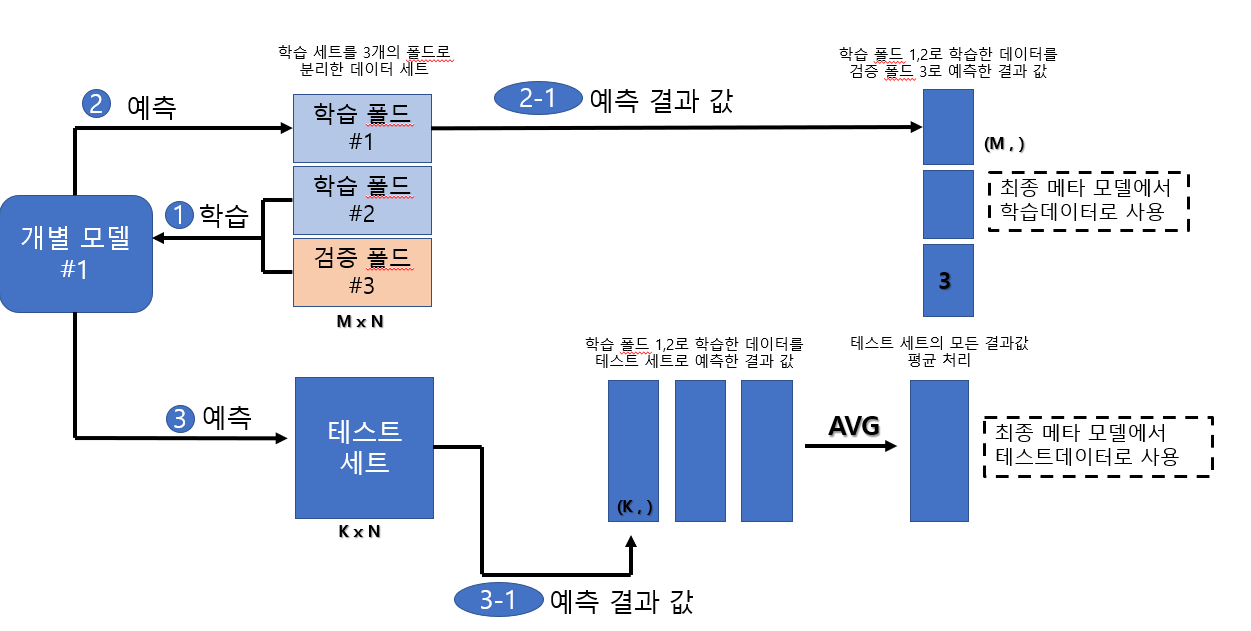 학습 세트를 3개의 폴드로
분리한 데이터 세트
학습 폴드 1,2로 학습한 데이터를
검증 폴드 3로 예측한 결과 값
2 예측
2-1 예측 결과 값
학습 폴드
#1
(M , )
학습 폴드
#2
최종 메타 모델에서
학습데이터로 사용
1 학습
개별 모델
#1
검증 폴드
#3
3
M x N
학습 폴드 1,2로 학습한 데이터를
테스트 세트로 예측한 결과 값
테스트 세트의 모든 결과값
평균 처리
3 예측
테스트
세트
AVG
최종 메타 모델에서
테스트데이터로 사용
(K , )
K x N
3-1 예측 결과 값